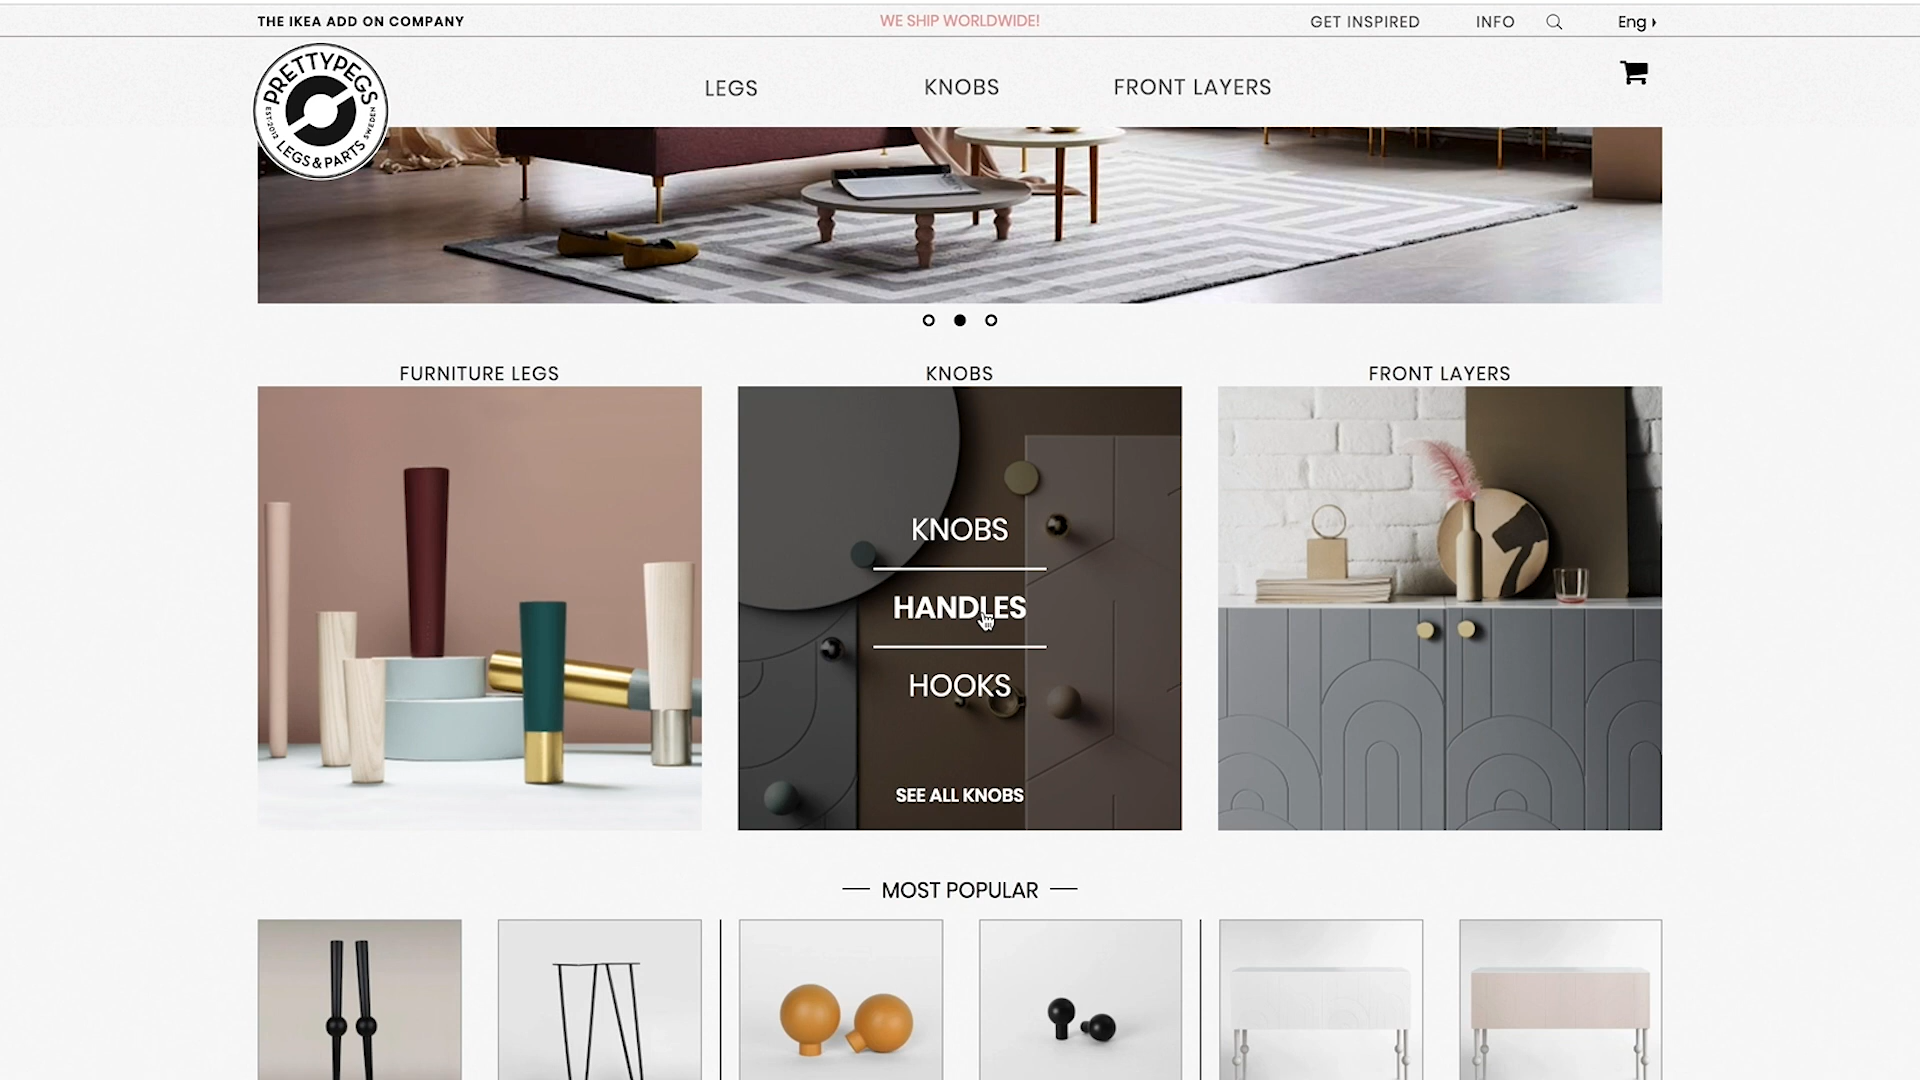 THE IKEA ADD ON COMPANY
WE SHIP WORLDWIDE!
GET INSPIRED
INFO
Eng
PRETTYPEGS
EST·2012
SWEDEN
LEGS & PARTS
LEGS
KNOBS
FRONT LAYERS
FURNITURE LEGS
KNOBS
FRONT LAYERS
KNOBS
HANDLES
HOOKS
SEE ALL KNOBS
MOST POPULAR